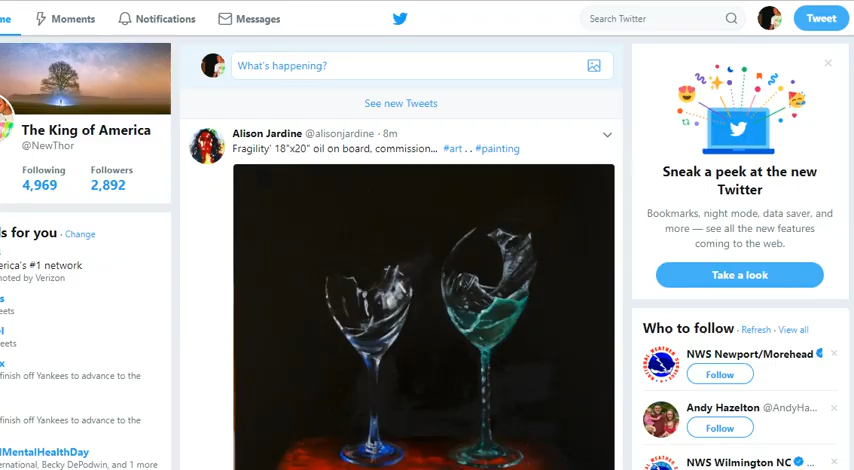 me
Moments
Notifications
Messages
Search Twitter
Tweet
The King of America
@NewThor
Following
Followers
4,969
2,892
ds for you · Change
s
erica's #1 network
noted by Verizon
s
eets
el
eets
x
finish off Yankees to advance to the
finish off Yankees to advance to the
dMentalHealthDay
ernational, Becky DePodwin, and 1 more
What's happening?
See new Tweets
Alison Jardine @alisonjardine · 8m
Fragility' 18"x20" oil on board, commission... #art . . #painting
Sneak a peek at the new
Twitter
Bookmarks, night mode, data saver, and
more — see all the new features
coming to the web.
Take a look
Who to follow · Refresh · View all
NWS Newport/Morehead
Follow
Andy Hazelton @AndyHa...
Follow
NWS Wilmington NC ...